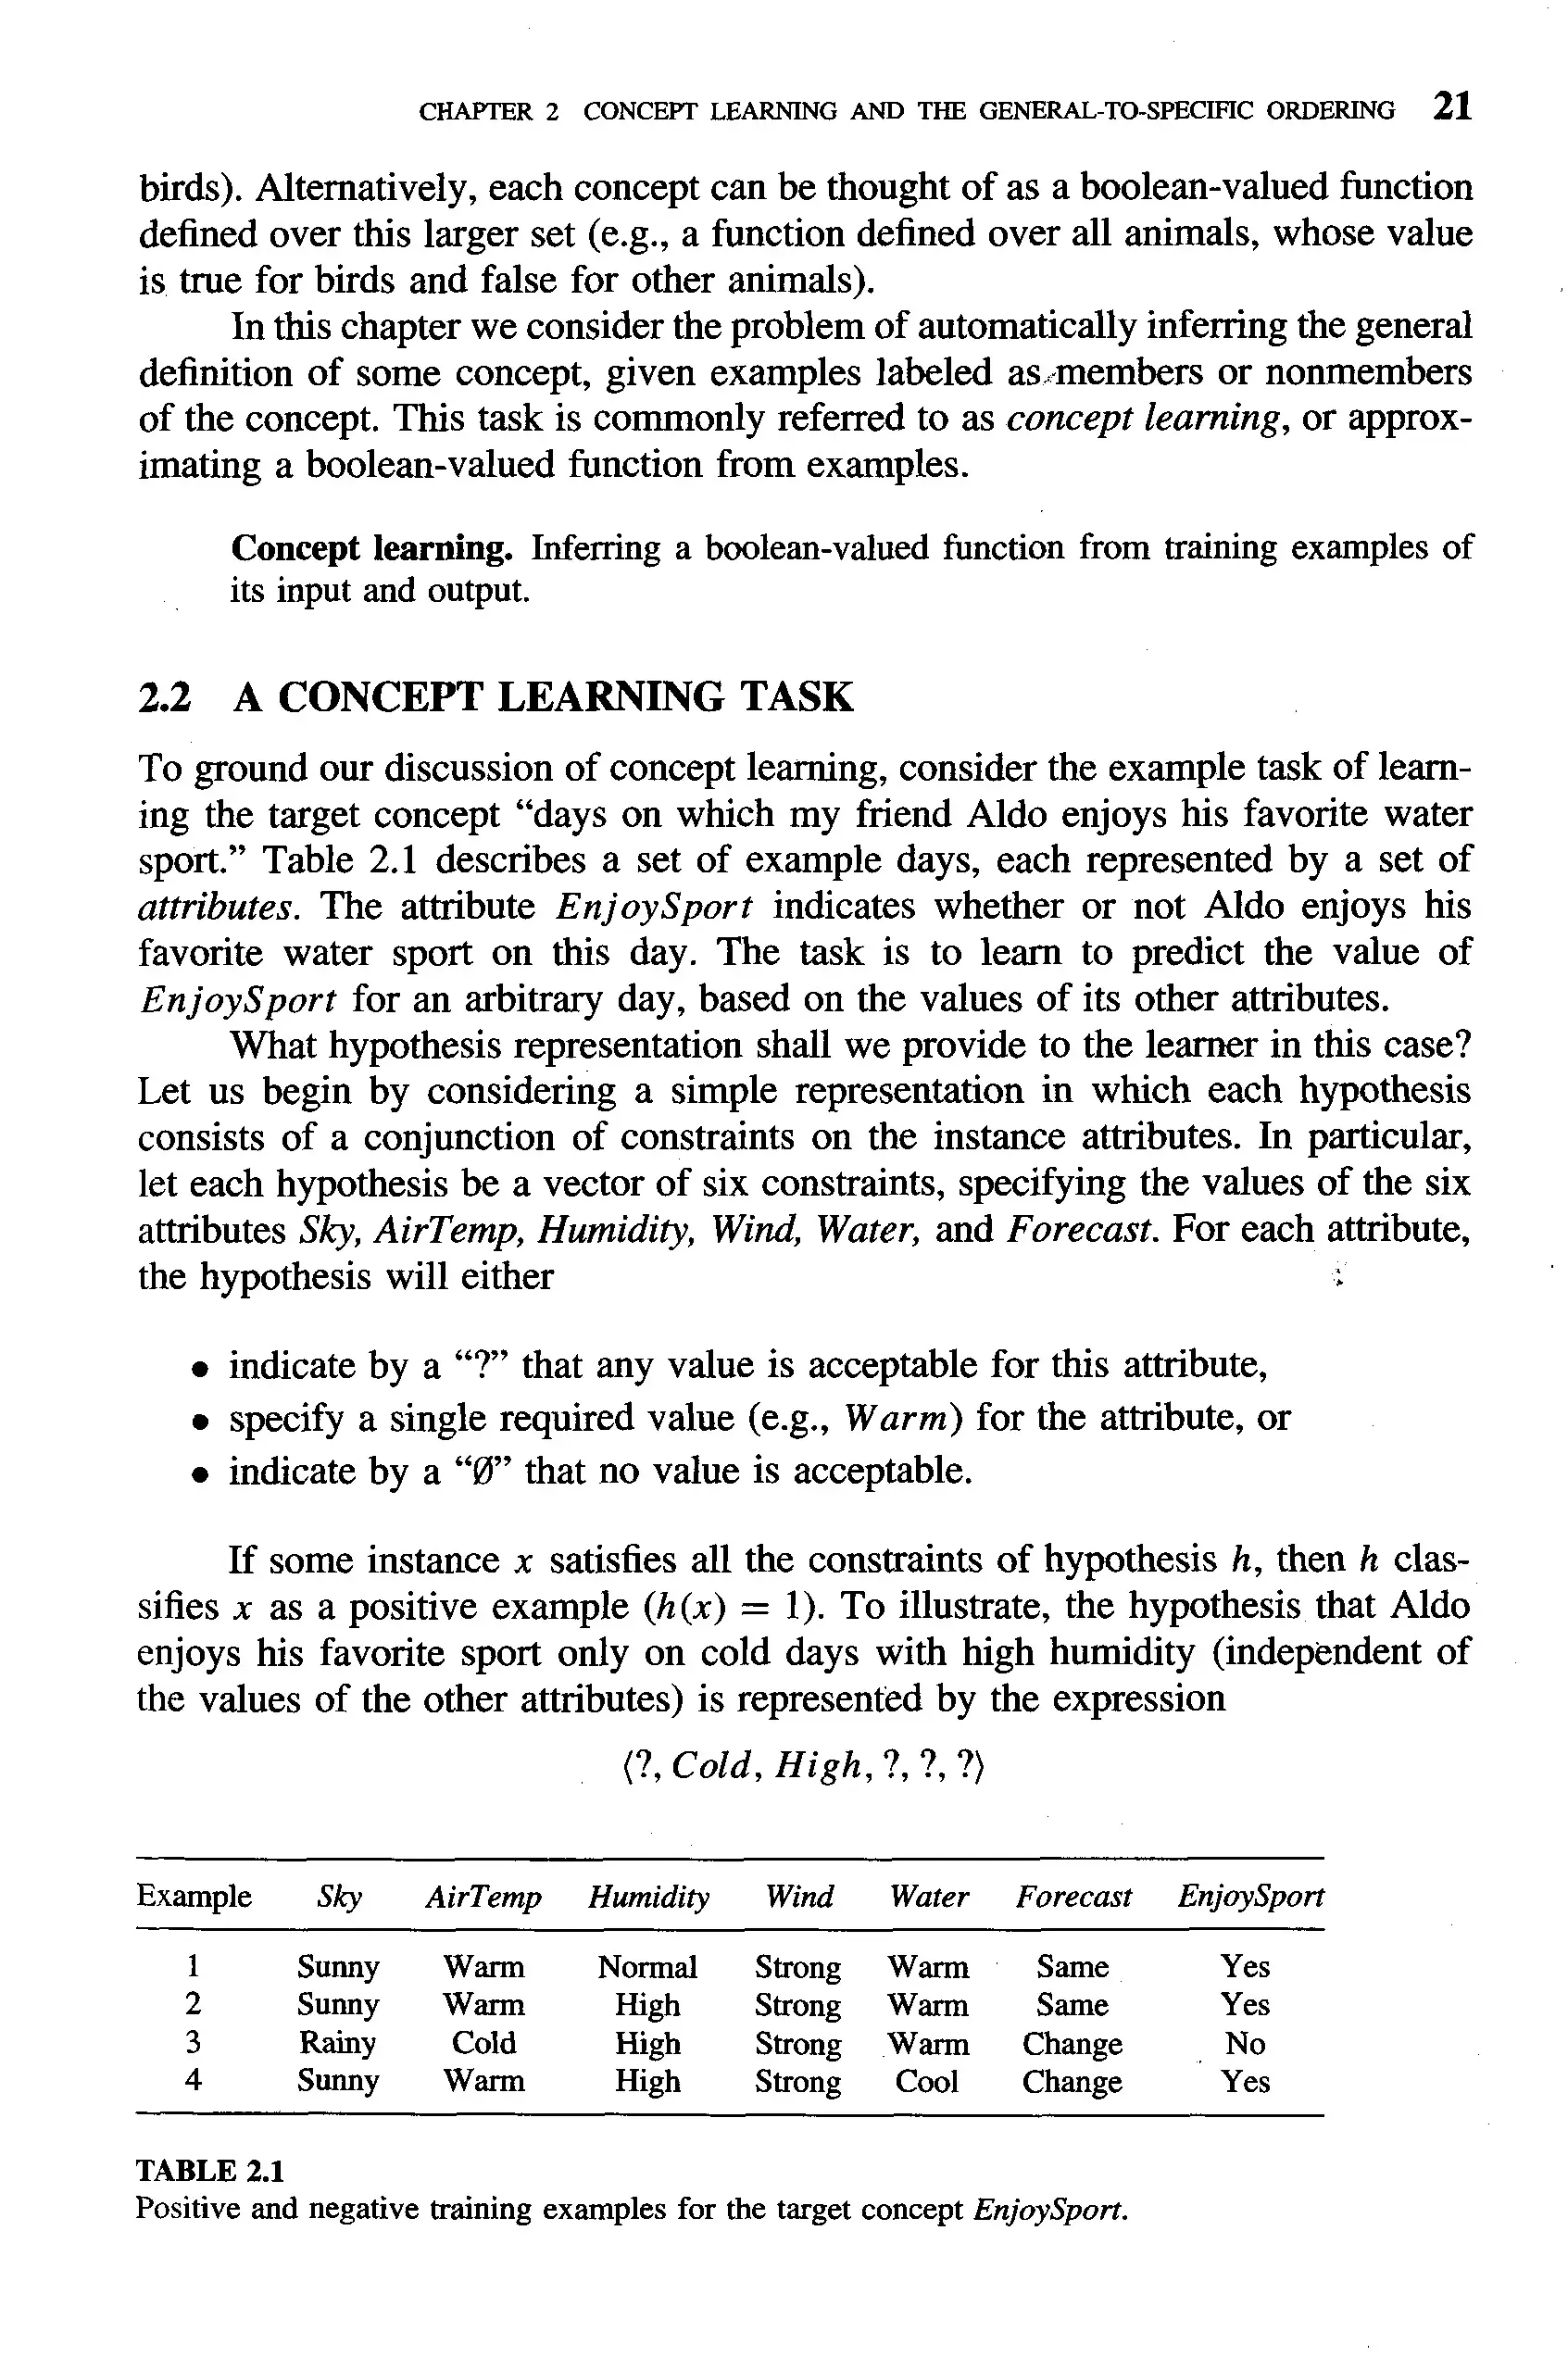 CHAPTER 2 CONCEPT LEARNING AND THE GENERAL-TO-SPECIFIC ORDERING 21
birds). Alternatively, each concept can be thought of as a boolean-valued function
defined over this larger set (e.g., a function defined over all animals, whose value
is true for birds and false for other animals).
In this chapter we consider the problem of automatically inferring the general
definition of some concept, given examples labeled as members or nonmembers
of the concept. This task is commonly referred to as concept learning, or approx-
imating a boolean-valued function from examples.
Concept learning. Inferring a boolean-valued function from training examples of
its input and output.
2.2 A CONCEPT LEARNING TASK
To ground our discussion of concept learning, consider the example task of learn-
ing the target concept “days on which my friend Aldo enjoys his favorite water
sport.” Table 2.1 describes a set of example days, each represented by a set of
attributes. The attribute EnjoySport indicates whether or not Aldo enjoys his
favorite water sport on this day. The task is to learn to predict the value of
EnjoySport for an arbitrary day, based on the values of its other attributes.
What hypothesis representation shall we provide to the learner in this case?
Let us begin by considering a simple representation in which each hypothesis
consists of a conjunction of constraints on the instance attributes. In particular,
let each hypothesis be a vector of six constraints, specifying the values of the six
attributes Sky, AirTemp, Humidity, Wind, Water, and Forecast. For each attribute,
the hypothesis will either
• indicate by a “?” that any value is acceptable for this attribute,
• specify a single required value (e.g., Warm) for the attribute, or
• indicate by a “∅” that no value is acceptable.
If some instance x satisfies all the constraints of hypothesis h, then h clas-
sifies x as a positive example (h(x) = 1). To illustrate, the hypothesis that Aldo
enjoys his favorite sport only on cold days with high humidity (independent of
the values of the other attributes) is represented by the expression
⟨?, Cold, High, ?, ?, ?⟩
Example Sky AirTemp Humidity Wind Water Forecast EnjoySport
1 Sunny Warm Normal Strong Warm Same Yes
2 Sunny Warm High Strong Warm Same Yes
3 Rainy Cold High Strong Warm Change No
4 Sunny Warm High Strong Cool Change Yes
TABLE 2.1
Positive and negative training examples for the target concept EnjoySport.